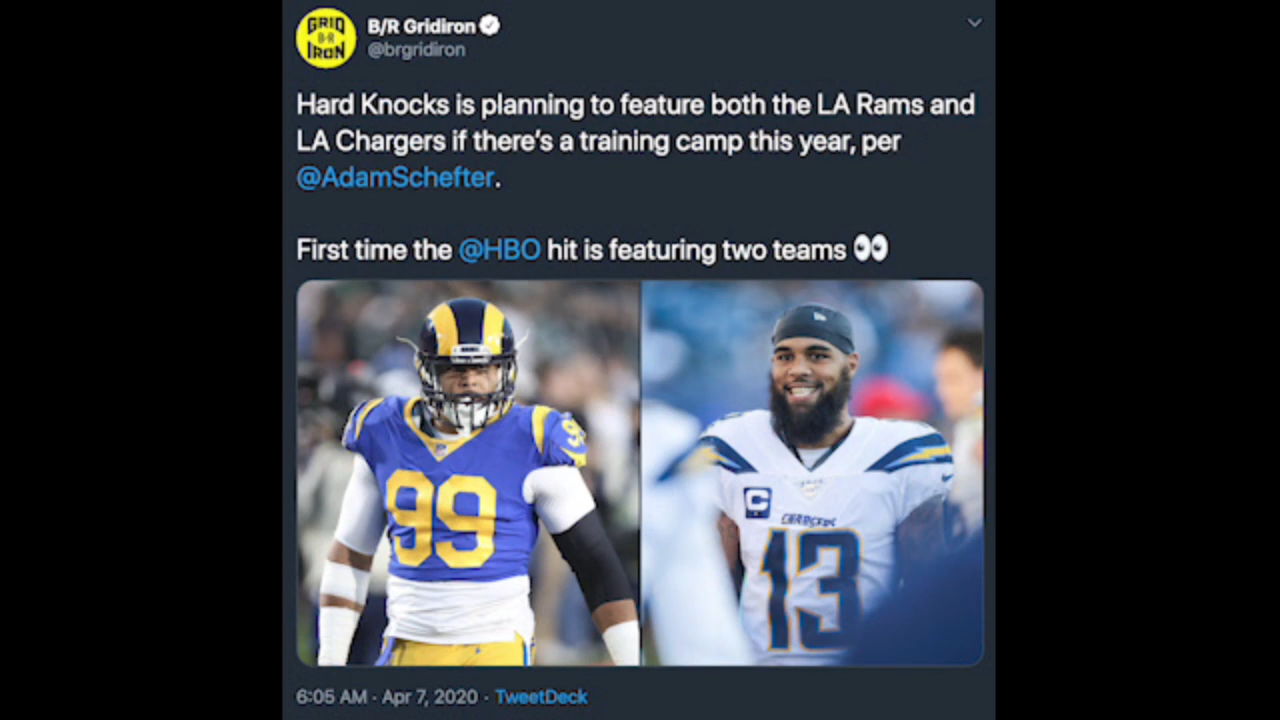 GRID
B·R
IRON
B/R Gridiron
@brgridiron
Hard Knocks is planning to feature both the LA Rams and
LA Chargers if there's a training camp this year, per
@AdamSchefter.
First time the @HBO hit is featuring two teams 👀
99
99
C
CHARGERS
13
6:05 AM · Apr 7, 2020 · TweetDeck